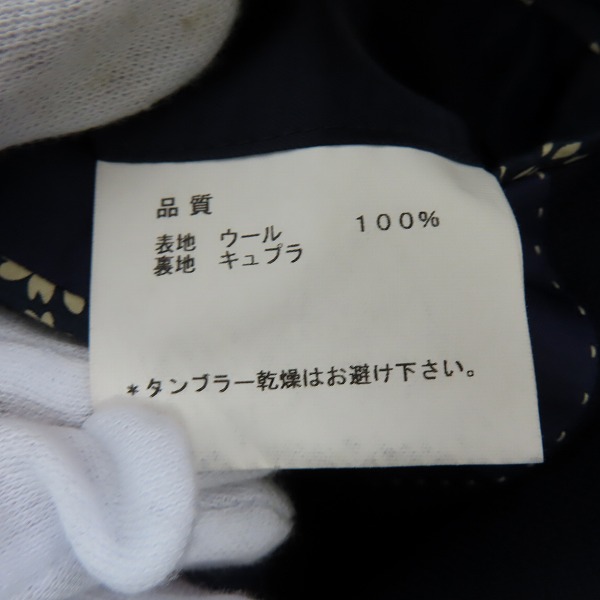 品質
表地 ウール 100%
裏地 キュプラ
*タンブラー乾燥はお避け下さい。